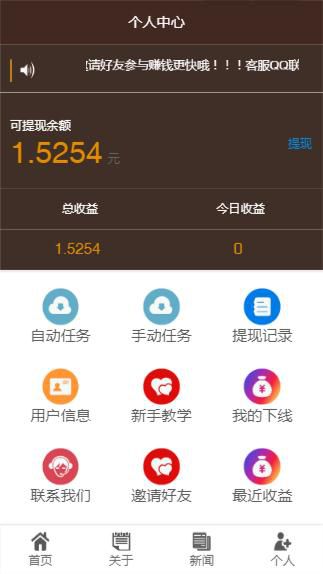 个人中心
请好友参与赚钱更快哦！！！客服QQ联
可提现余额
1.5254 元
提现
总收益 今日收益
1.5254 0
自动任务 手动任务 提现记录
用户信息 新手教学 我的下线
联系我们 邀请好友 最近收益
首页 关于 新闻 个人